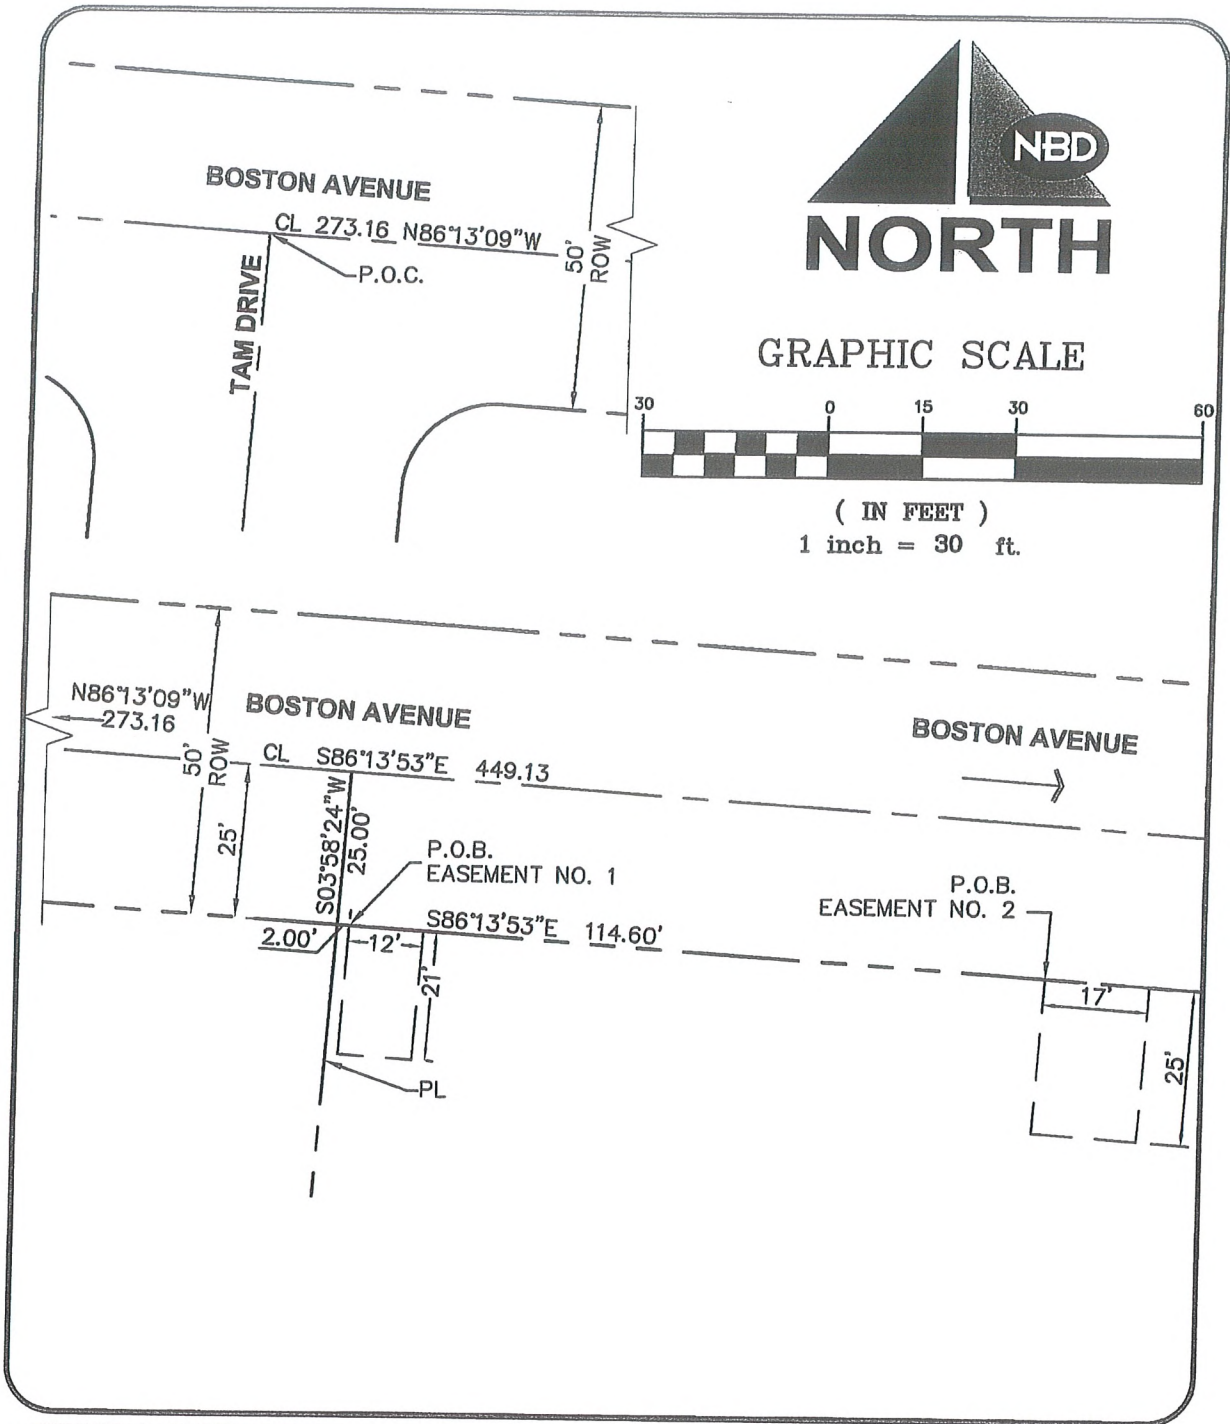 NBD
NORTH
BOSTON AVENUE
CL 273.16 N86°13'09"W
P.O.C.
TAM DRIVE
50'
ROW
GRAPHIC SCALE
30 0 15 30 60
( IN FEET )
1 inch = 30 ft.
N86°13'09"W
273.16
BOSTON AVENUE
BOSTON AVENUE
50'
ROW
CL S86°13'53"E 449.13
25'
S03°58'24"W
25.00'
P.O.B.
EASEMENT NO. 1
P.O.B.
EASEMENT NO. 2
S86°13'53"E 114.60'
2.00'
12'
21'
17'
25'
PL